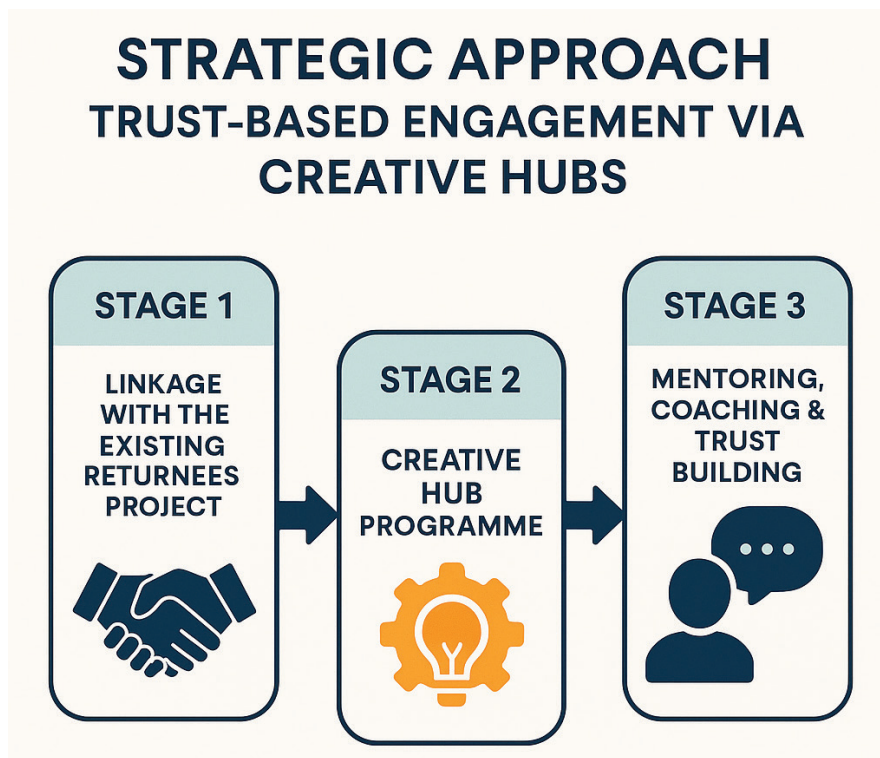 STRATEGIC APPROACH
TRUST-BASED ENGAGEMENT VIA
CREATIVE HUBS
STAGE 1
LINKAGE
WITH THE
EXISTING
RETURNEES
PROJECT
STAGE 2
CREATIVE
HUB
PROGRAMME
STAGE 3
MENTORING,
COACHING &
TRUST
BUILDING